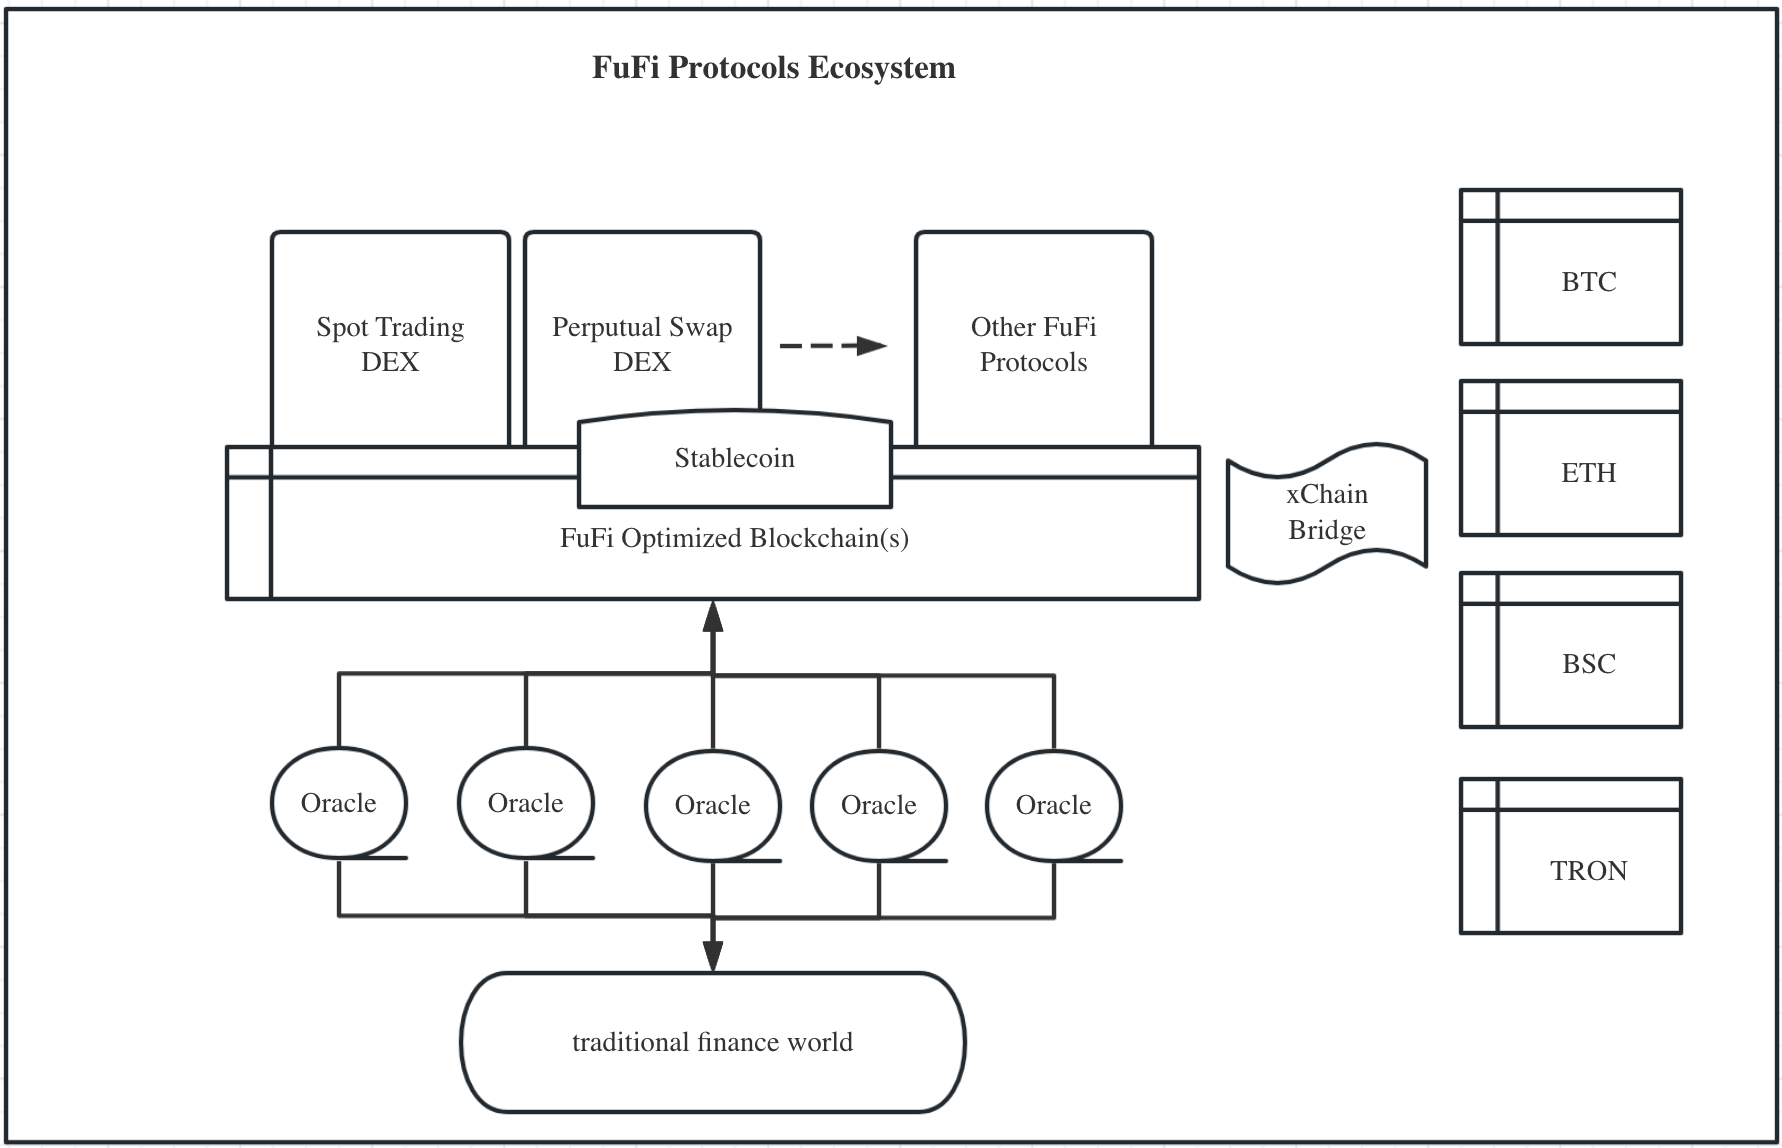 FuFi Protocols Ecosystem
Spot Trading
DEX
Perputual Swap
DEX
Other FuFi
Protocols
Stablecoin
FuFi Optimized Blockchain(s)
xChain
Bridge
BTC
ETH
BSC
TRON
Oracle
Oracle
Oracle
Oracle
Oracle
traditional finance world